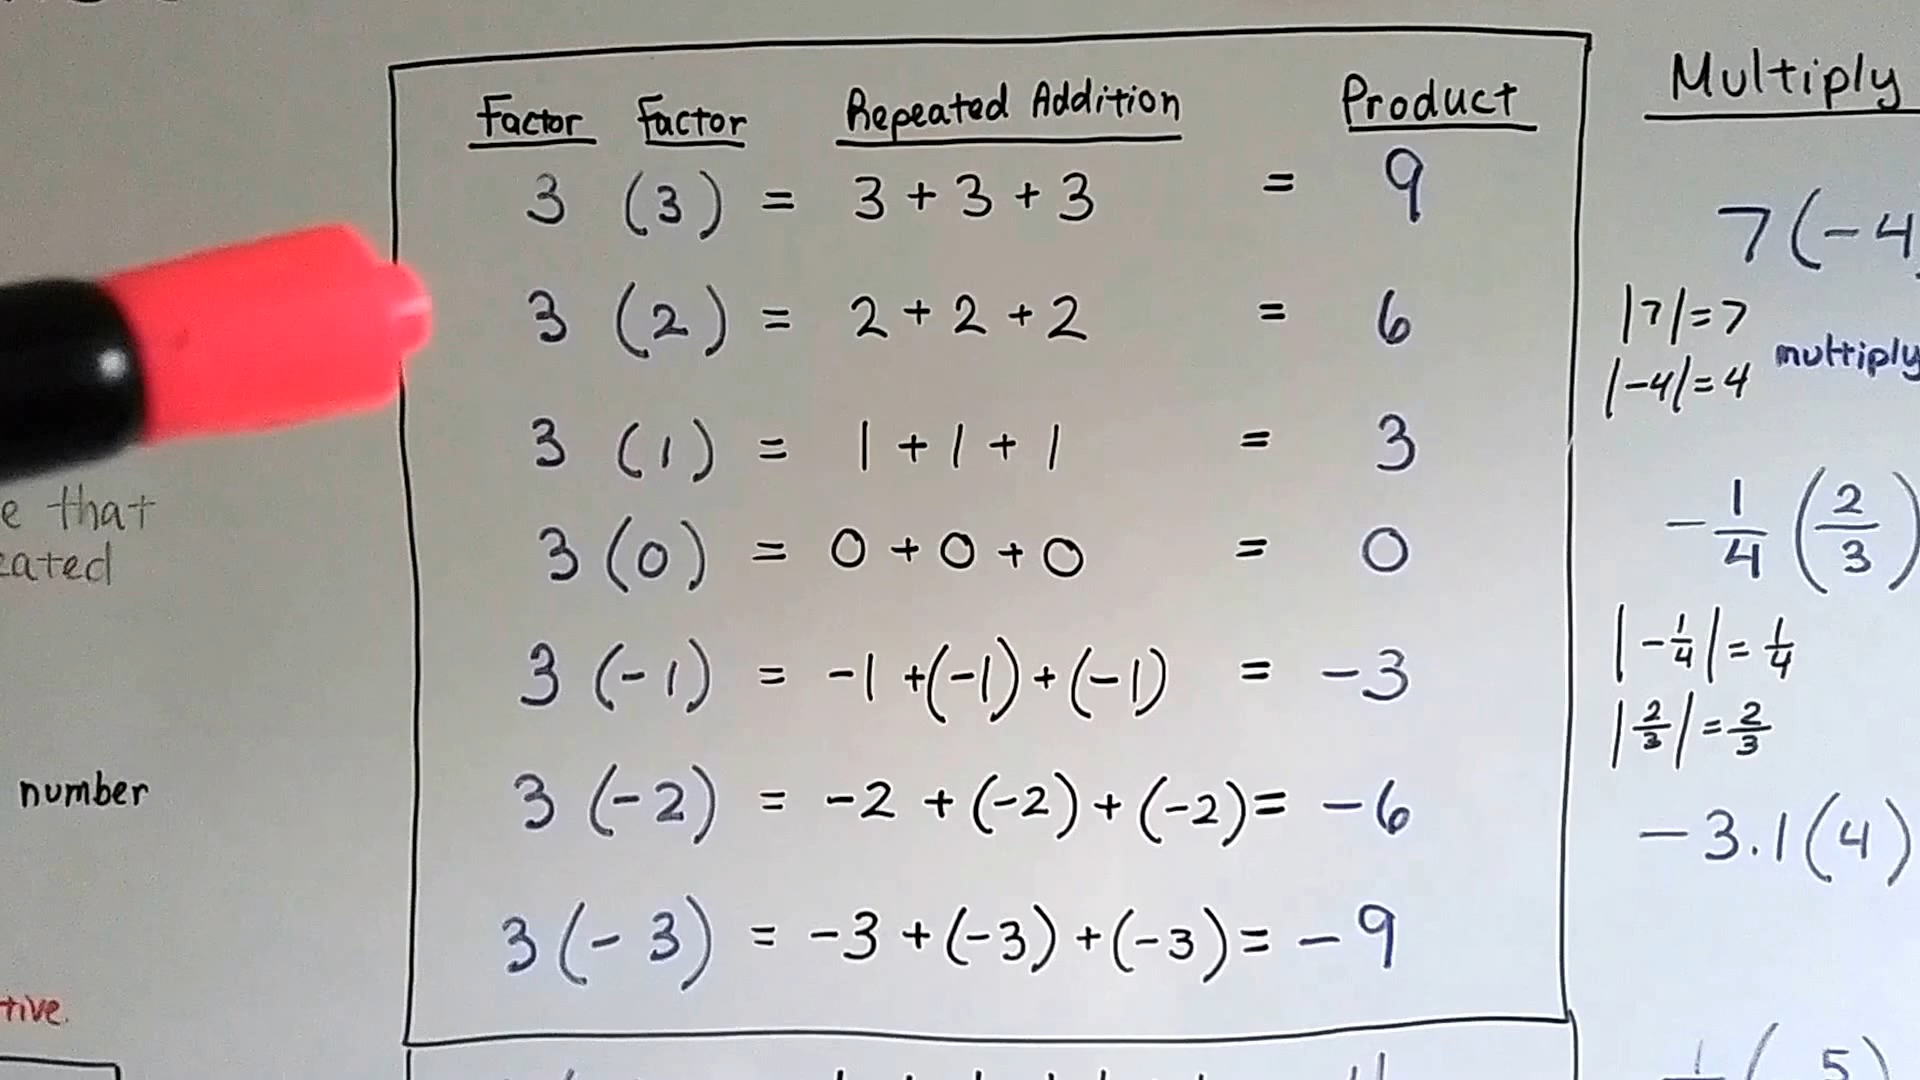 e that
eated
number
tive.
Factor Factor Repeated Addition Product
3 (3) = 3 + 3 + 3 = 9
3 (2) = 2 + 2 + 2 = 6
3 (1) = 1 + 1 + 1 = 3
3 (0) = 0 + 0 + 0 = 0
3 (-1) = -1 + (-1) + (-1) = -3
3 (-2) = -2 + (-2) + (-2) = -6
3 (-3) = -3 + (-3) + (-3) = -9
Multiply
7(-4)
|7|=7
|-4|=4 multiply
-1/4 (2/3)
|-1/4|=1/4
|2/3|=2/3
-3.1(4)